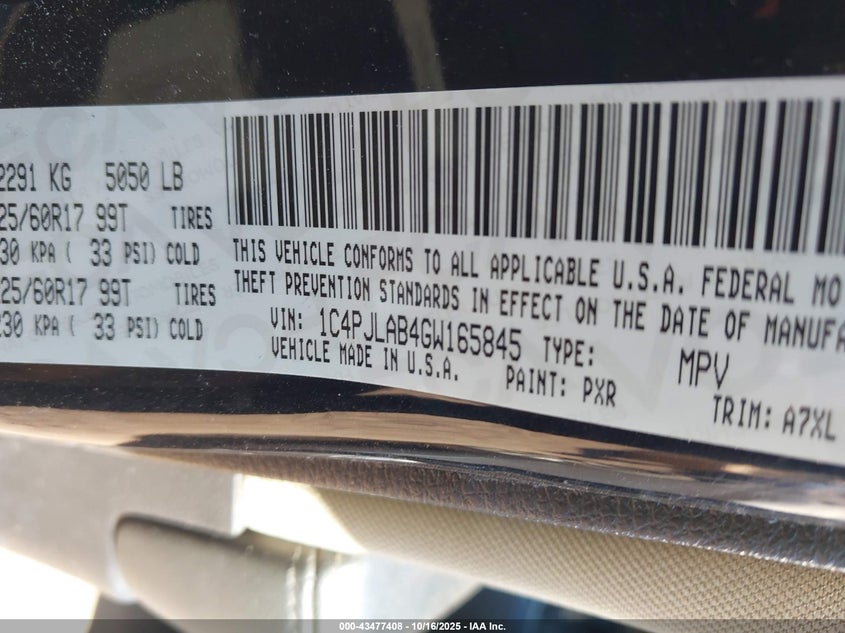 2291 KG 5050 LB
25/60R17 99T TIRES
30 KPA ( 33 PSI) COLD
25/60R17 99T TIRES
230 KPA ( 33 PSI) COLD
THIS VEHICLE CONFORMS TO ALL APPLICABLE U.S.A. FEDERAL MO
THEFT PREVENTION STANDARDS IN EFFECT ON THE DATE OF MANUFA
VIN: 1C4PJLAB4GW165845 TYPE: MPV
VEHICLE MADE IN U.S.A. PAINT: PXR TRIM: A7XL
000-43477408 - 10/16/2025 - IAA Inc.